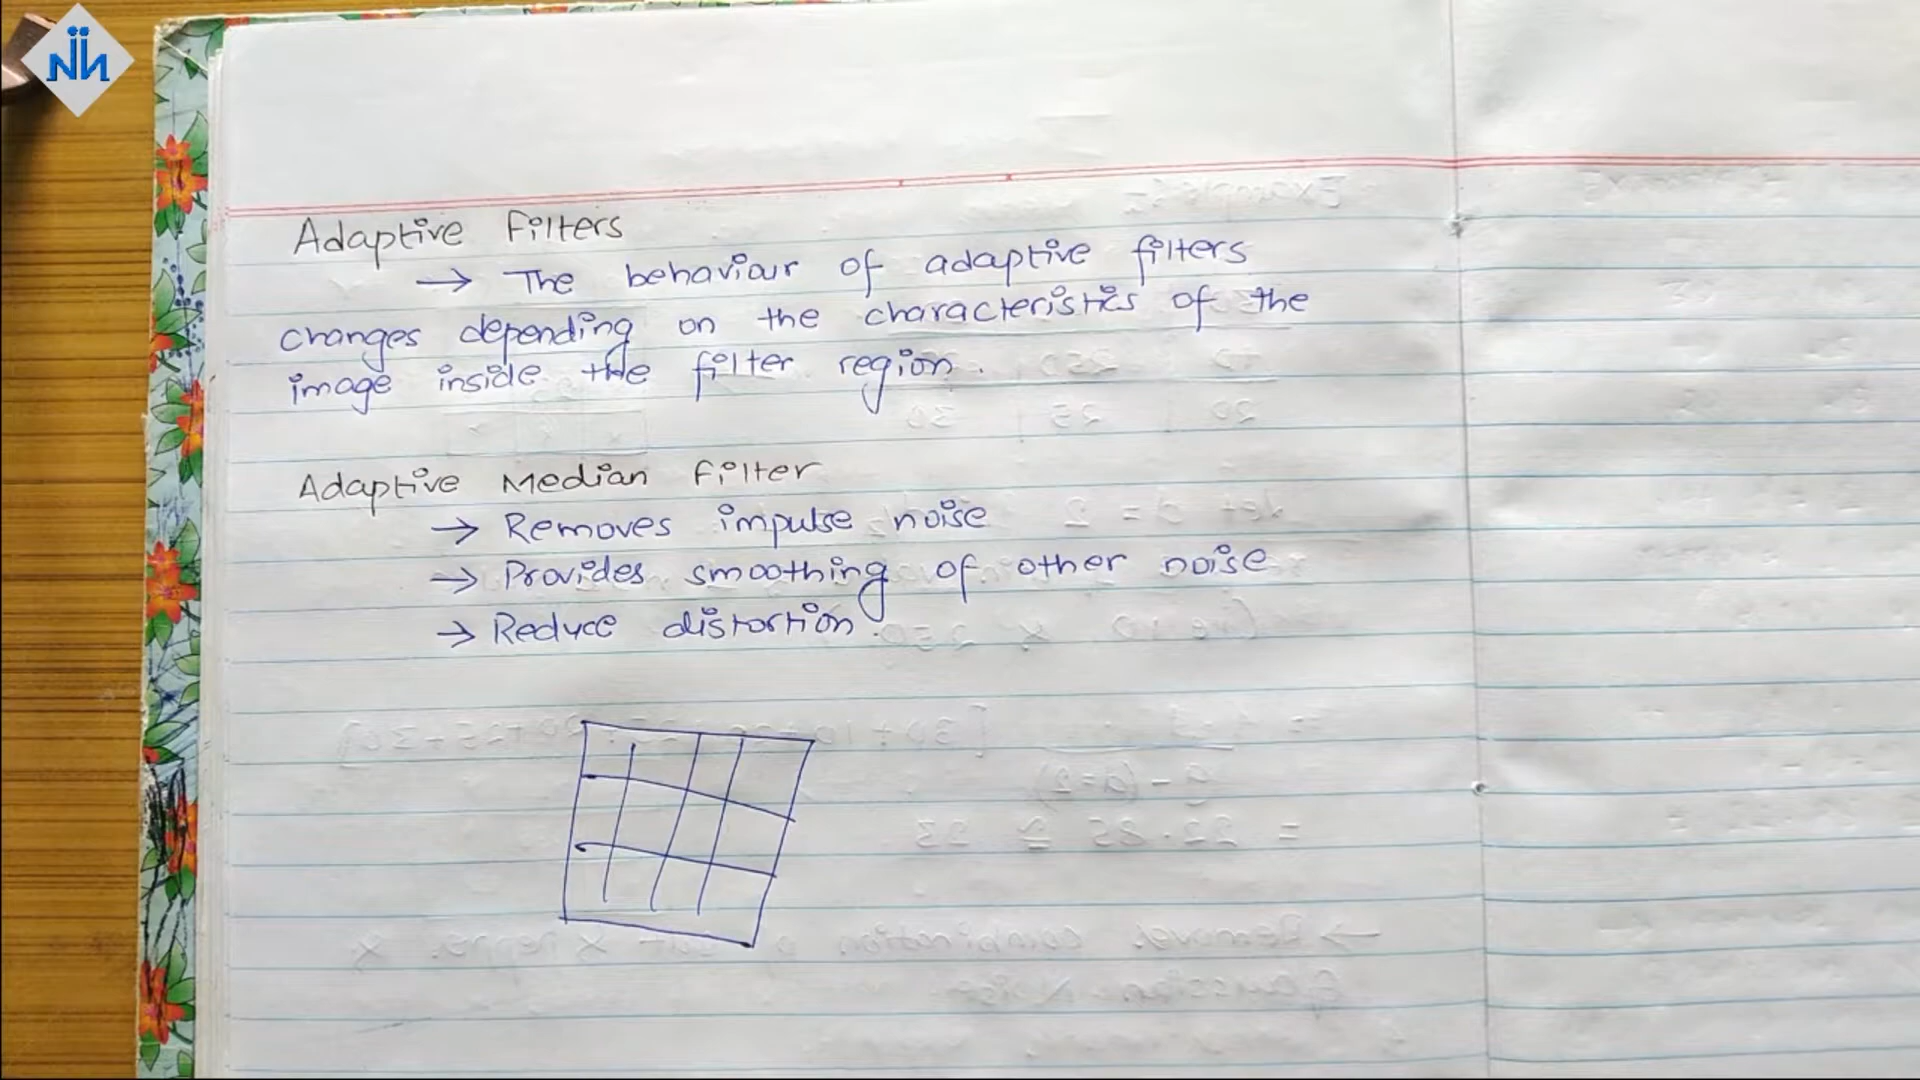 Adaptive Filters
→ The behaviour of adaptive filters
changes depending on the characteristics of the
image inside the filter region.
Adaptive Median Filter
→ Removes impulse noise
→ Provides smoothing of other noise
→ Reduce distortion.